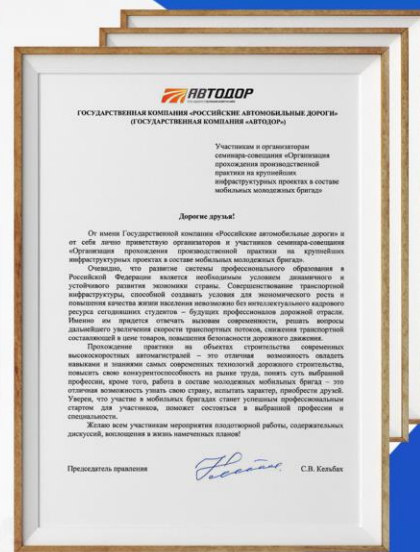 АВТОДОР
ГОСУДАРСТВЕННАЯ КОМПАНИЯ «РОССИЙСКИЕ АВТОМОБИЛЬНЫЕ ДОРОГИ»
(ГОСУДАРСТВЕННАЯ КОМПАНИЯ «АВТОДОР»)
Участникам и организаторам
семинара-совещания «Организация
прохождения производственной
практики на крупнейших
инфраструктурных проектах в составе
мобильных молодежных бригад»
Дорогие друзья!
От имени Государственной компании «Российские автомобильные дороги» и
от себя лично приветствую организаторов и участников семинара-совещания
«Организация прохождения производственной практики на крупнейших
инфраструктурных проектах в составе мобильных молодежных бригад».
Очевидно, что развитие системы профессионального образования в
Российской Федерации является необходимым условием динамичного и
устойчивого развития экономики страны. Совершенствование транспортной
инфраструктуры, способной создавать условия для экономического роста и
повышения качества жизни населения невозможно без интеллектуального кадрового
ресурса сегодняшних студентов – будущих профессионалов дорожной отрасли.
Именно им придется отвечать вызовам современности, решать вопросы
дальнейшего увеличения скорости транспортных потоков, снижения транспортной
составляющей в цене товаров, повышения безопасности дорожного движения.
Прохождение практики на объектах строительства современных
высокоскоростных автомагистралей – это отличная возможность овладеть
навыками и знаниями самых современных технологий дорожного строительства,
повысить свою конкурентоспособность на рынке труда, понять суть выбранной
профессии, кроме того, работа в составе молодежных мобильных бригад – это
отличная возможность узнать свою страну, испытать характер, приобрести друзей.
Уверен, что участие в мобильных бригадах станет успешным профессиональным
стартом для участников, поможет состояться в выбранной профессии и
специальности.
Желаю всем участникам мероприятия плодотворной работы, содержательных
дискуссий, воплощения в жизнь намеченных планов!
Председатель правления С.В. Кельбах